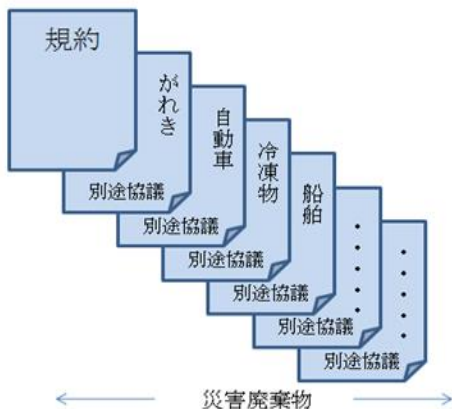 規約
がれき
別途協議
自動車
別途協議
冷凍物
別途協議
船舶
別途協議
・・・・・
別途協議
・・・・・
別途協議
災害廃棄物